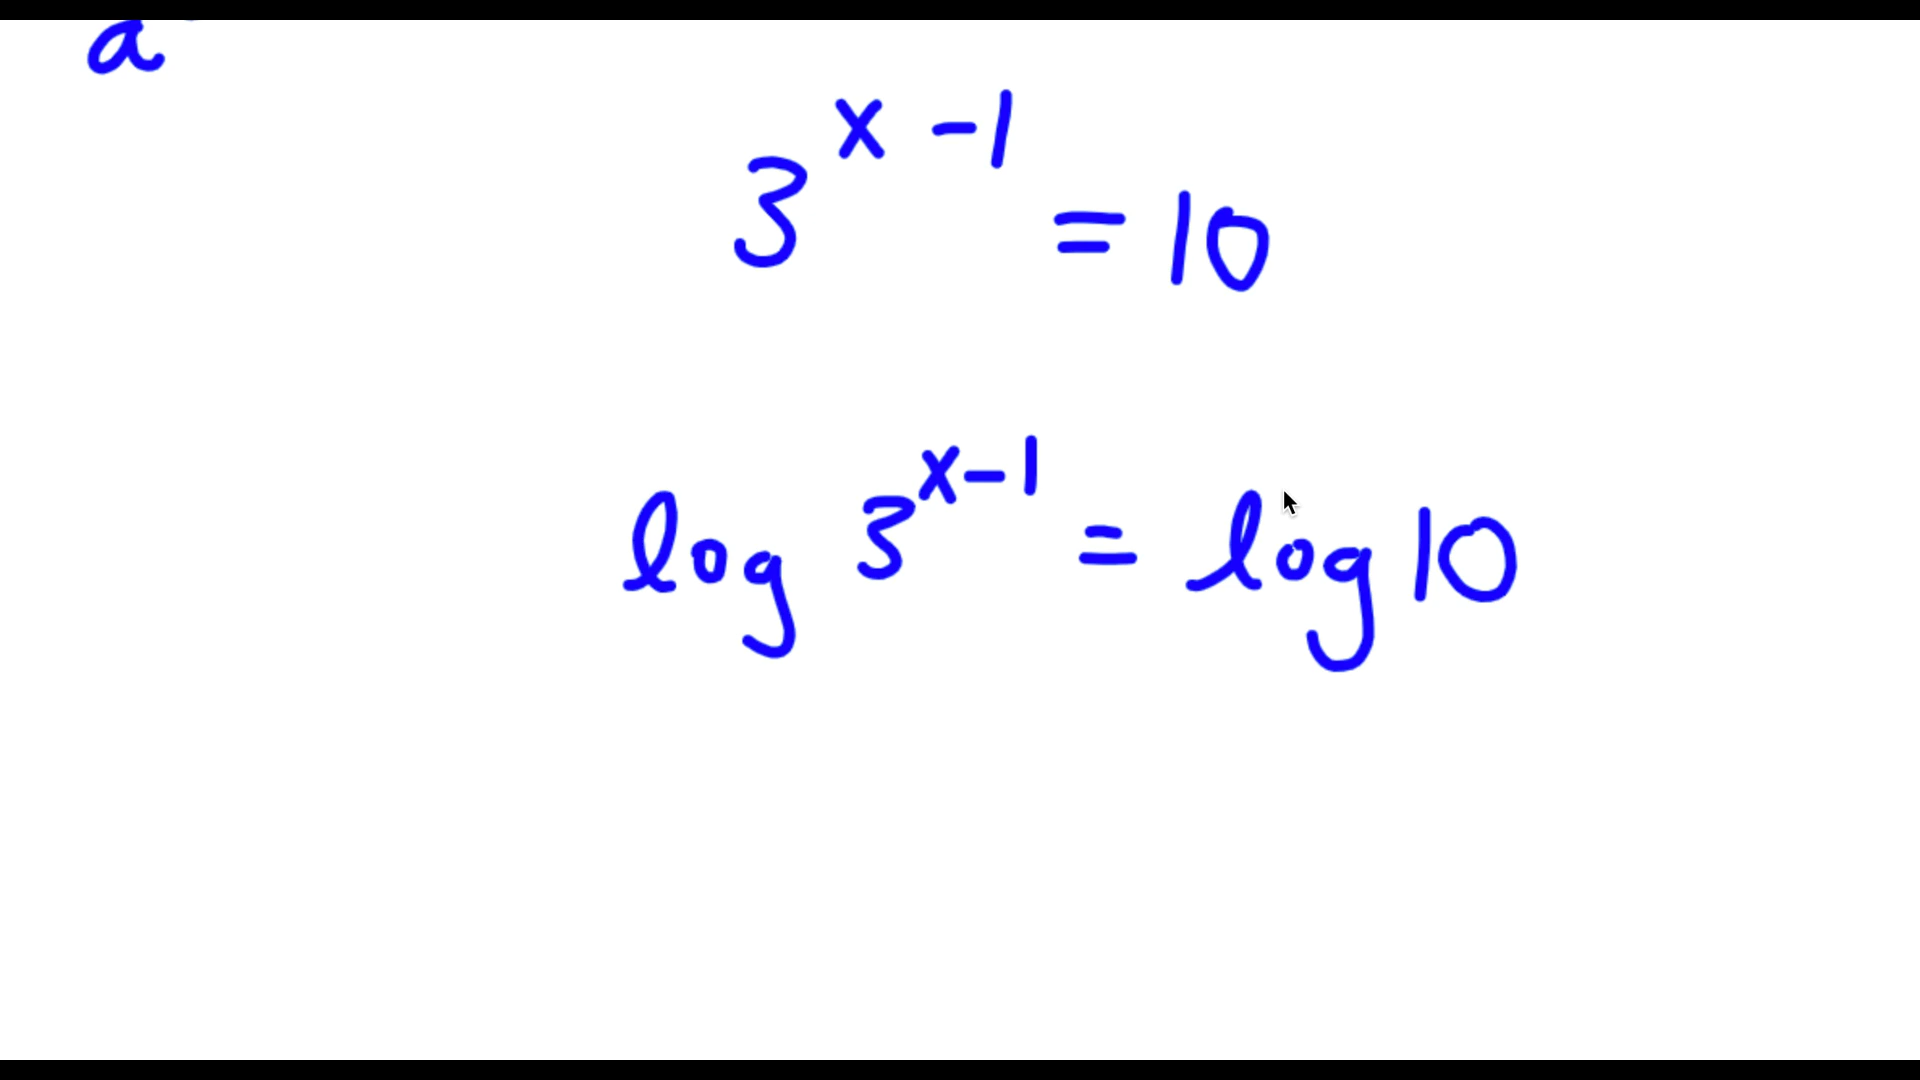 a
3^{x-1} = 10
log 3^{x-1} = log 10